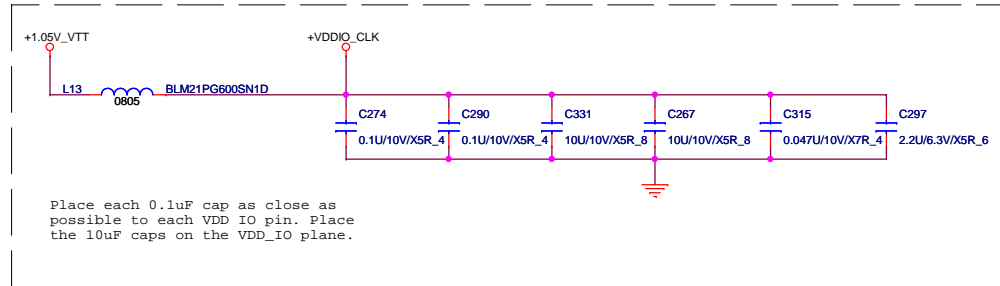 +1.05V_VTT
+VDDIO_CLK
L13
BLM21PG600SN1D
0805
C274
C290
C331
C267
C315
C297
0.1U/10V/X5R_4
0.1U/10V/X5R_4
10U/10V/X5R_8
10U/10V/X5R_8
0.047U/10V/X7R_4
2.2U/6.3V/X5R_6
Place each 0.1uF cap as close as
possible to each VDD IO pin. Place
the 10uF caps on the VDD_IO plane.